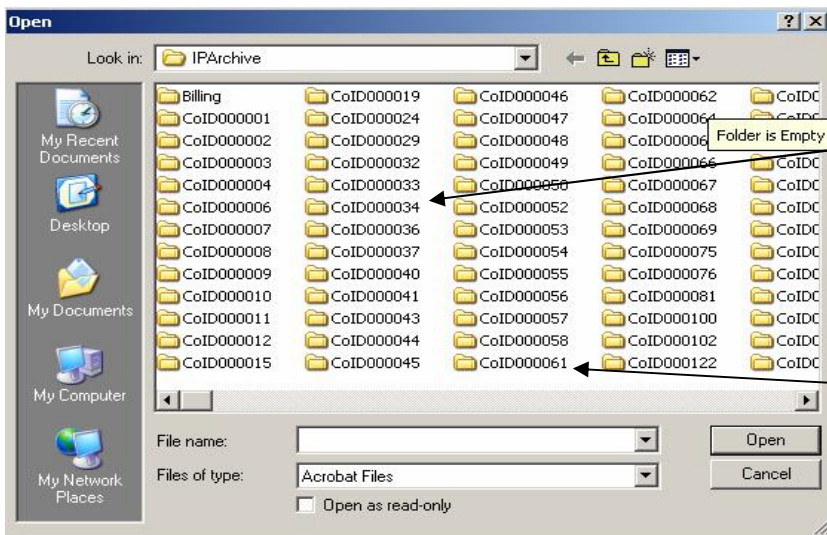 Open
Look in: IPArchive
My Recent
Documents
Desktop
My Documents
My Computer
My Network
Places
Billing
CoID000001
CoID000002
CoID000003
CoID000004
CoID000006
CoID000007
CoID000008
CoID000009
CoID000010
CoID000011
CoID000012
CoID000015
CoID000019
CoID000024
CoID000029
CoID000032
CoID000033
CoID000034
CoID000036
CoID000037
CoID000040
CoID000041
CoID000043
CoID000044
CoID000045
CoID000046
CoID000047
CoID000048
CoID000049
CoID000050
CoID000052
CoID000053
CoID000054
CoID000055
CoID000056
CoID000057
CoID000058
CoID000061
CoID000062
CoID000064
Folder is Empty
CoID000066
CoID000067
CoID000068
CoID000069
CoID000075
CoID000076
CoID000081
CoID000100
CoID000102
CoID000122
File name:
Open
Files of type: Acrobat Files
Cancel
Open as read-only